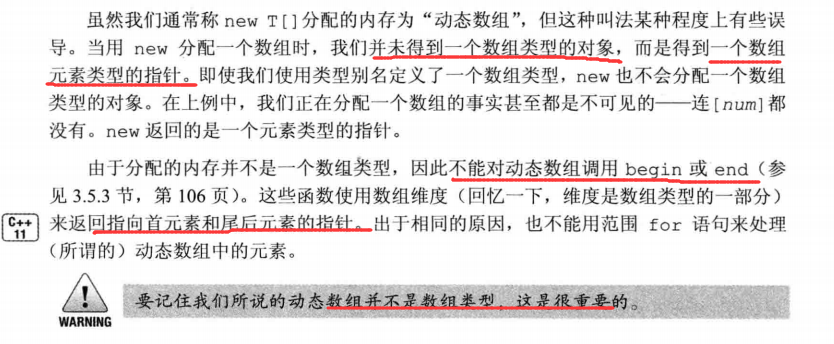 虽然我们通常称 new T[]分配的内存为“动态数组”，但这种叫法某种程度上有些误
导。当用 new 分配一个数组时，我们并未得到一个数组类型的对象，而是得到一个数组
元素类型的指针。即使我们使用类型别名定义了一个数组类型，new 也不会分配一个数组
类型的对象。在上例中，我们正在分配一个数组的事实甚至都是不可见的——连[num]都
没有。new 返回的是一个元素类型的指针。
由于分配的内存并不是一个数组类型，因此不能对动态数组调用 begin 或 end（参
见 3.5.3 节，第 106 页）。这些函数使用数组维度（回忆一下，维度是数组类型的一部分）
C++
11
来返回指向首元素和尾后元素的指针。出于相同的原因，也不能用范围 for 语句来处理
（所谓的）动态数组中的元素。
要记住我们所说的动态数组并不是数组类型，这是很重要的。
WARNING